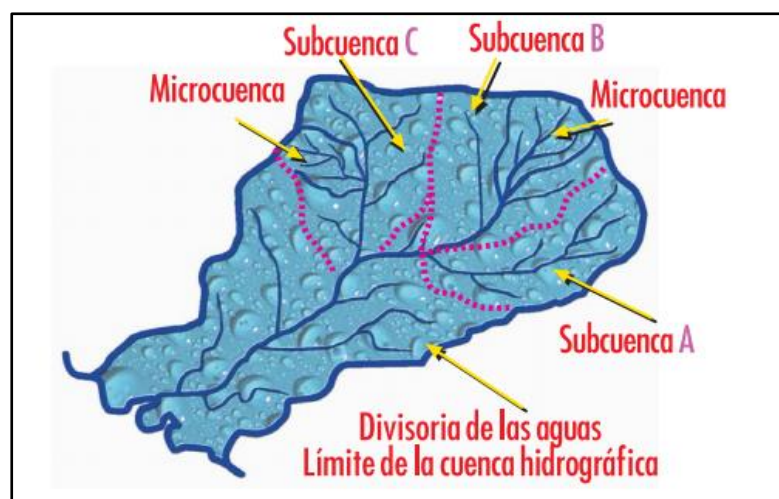 Subcuenca C
Subcuenca B
Microcuenca
Microcuenca
Subcuenca A
Divisoria de las aguas
Límite de la cuenca hidrográfica